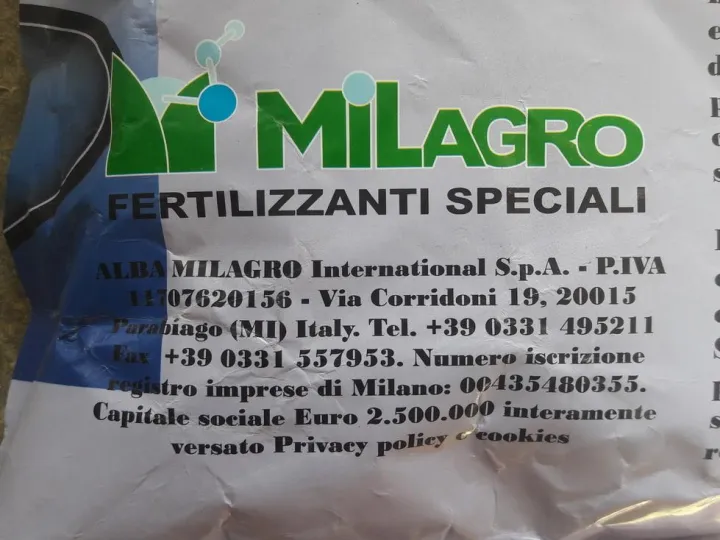 MiLAGRO
FERTILIZZANTI SPECIALI
ALBA MILAGRO International S.p.A. - P.IVA
11707620156 - Via Corridoni 19, 20015
Parabiago (MI) Italy. Tel. +39 0331 495211
Fax +39 0331 557953. Numero iscrizione
registro imprese di Milano: 00435480355.
Capitale sociale Euro 2.500.000 interamente
versato Privacy policy e cookies